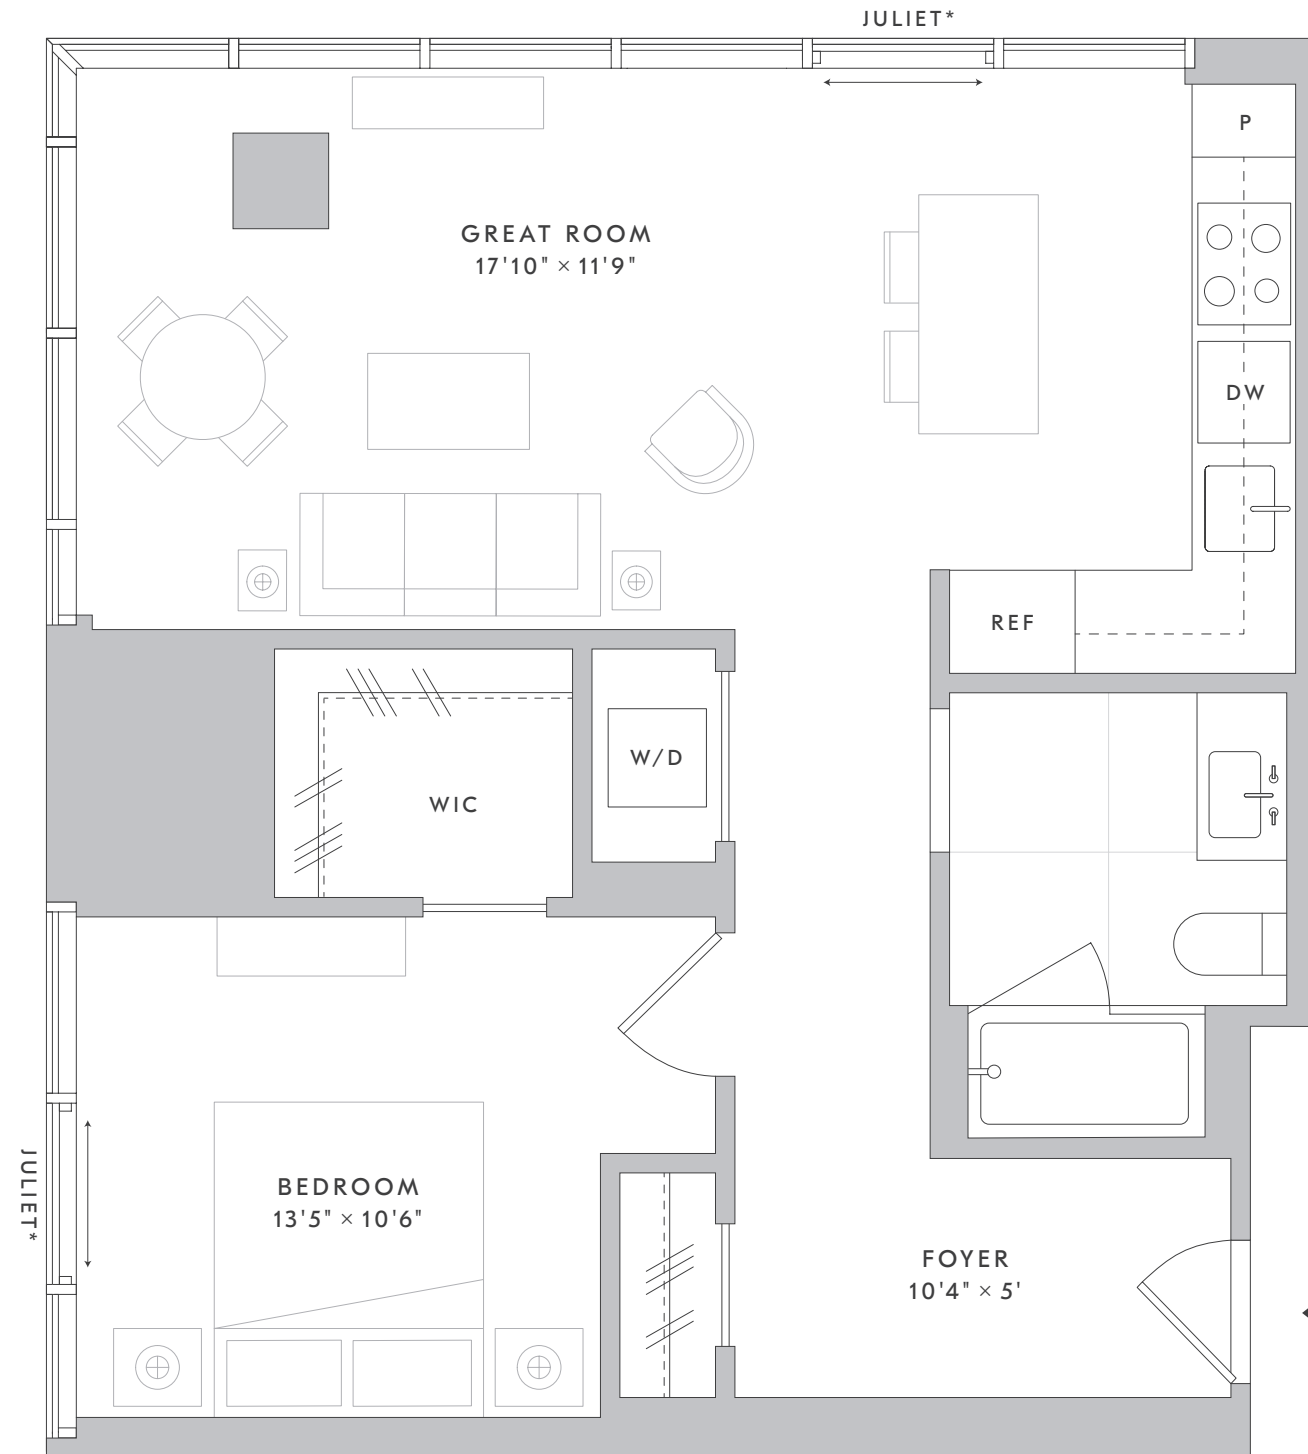 JULIET*
P
GREAT ROOM
17'10" × 11'9"
DW
REF
W/D
WIC
JULIET*
BEDROOM
13'5" × 10'6"
FOYER
10'4" × 5'